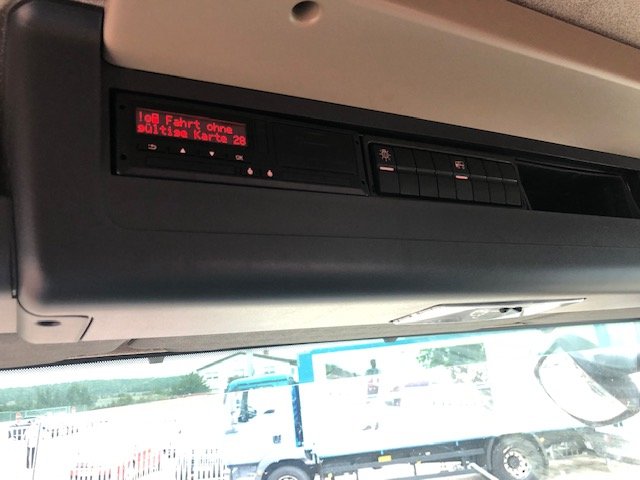 !o Fahrt ohne
gültige Karte 28
OK